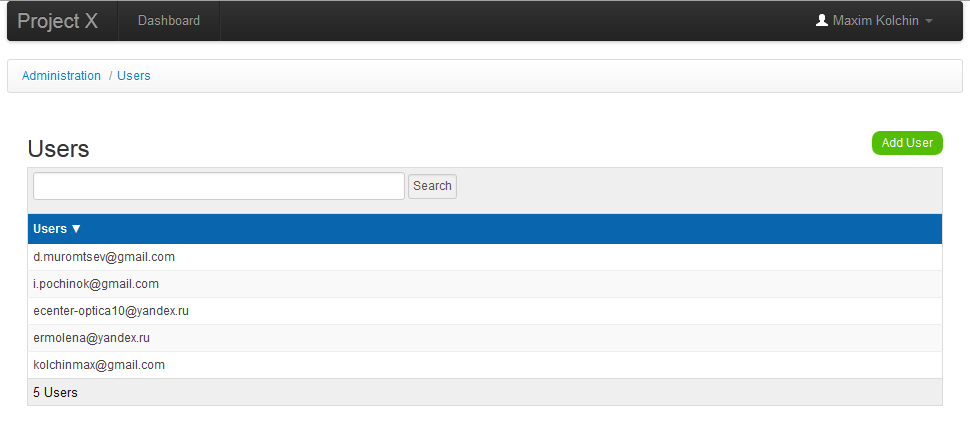 Project X Dashboard Maxim Kolchin
Administration / Users
Users Add User
Search
Users ▼
d.muromtsev@gmail.com
i.pochinok@gmail.com
ecenter-optica10@yandex.ru
ermolena@yandex.ru
kolchinmax@gmail.com
5 Users